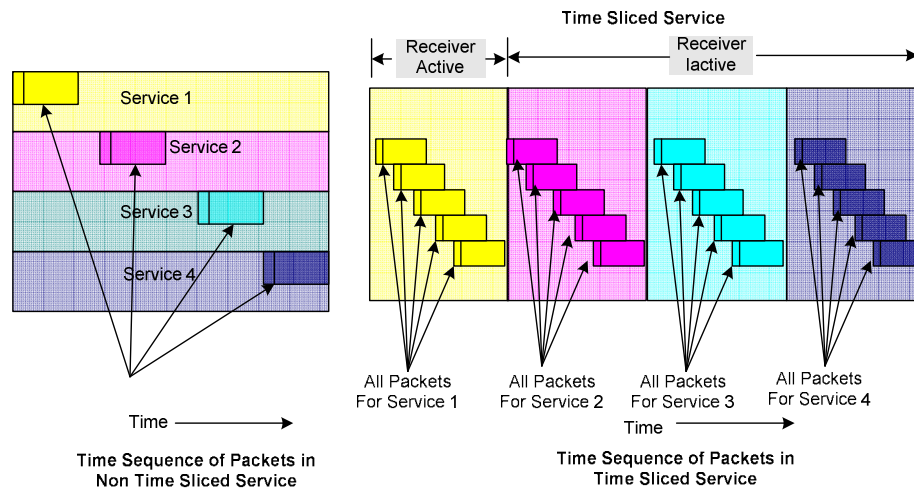 Time Sliced Service
Receiver
Active
Receiver
Iactive
Service 1
Service 2
Service 3
Service 4
All Packets
For Service 1
All Packets
For Service 2
All Packets
For Service 3
All Packets
For Service 4
Time
Time
Time Sequence of Packets in
Non Time Sliced Service
Time Sequence of Packets in
Time Sliced Service